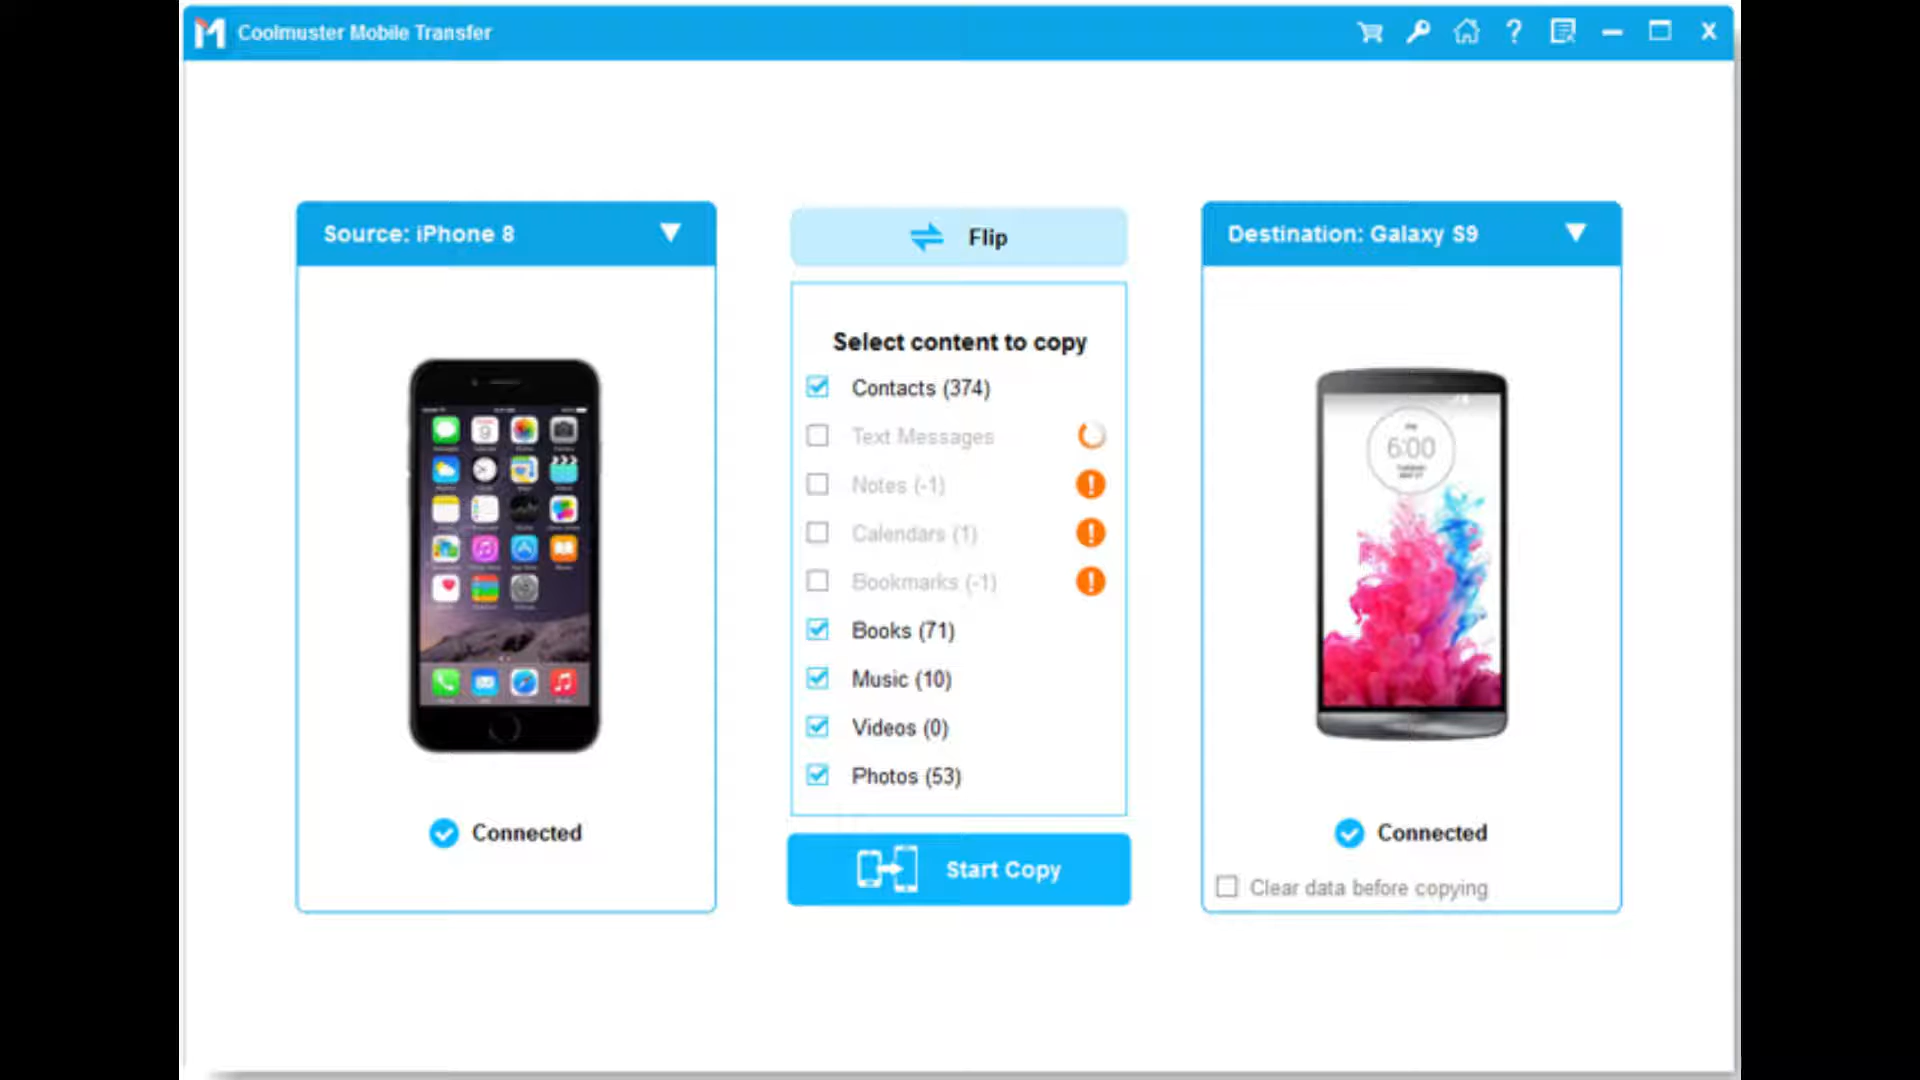 Coolmuster Mobile Transfer
Source: iPhone 8
Flip
Destination: Galaxy S9
Select content to copy
Contacts (374)
Text Messages
Notes (-1)
Calendars (1)
Bookmarks (-1)
Books (71)
Music (10)
Videos (0)
Photos (53)
6:00
Connected
Connected
Start Copy
Clear data before copying